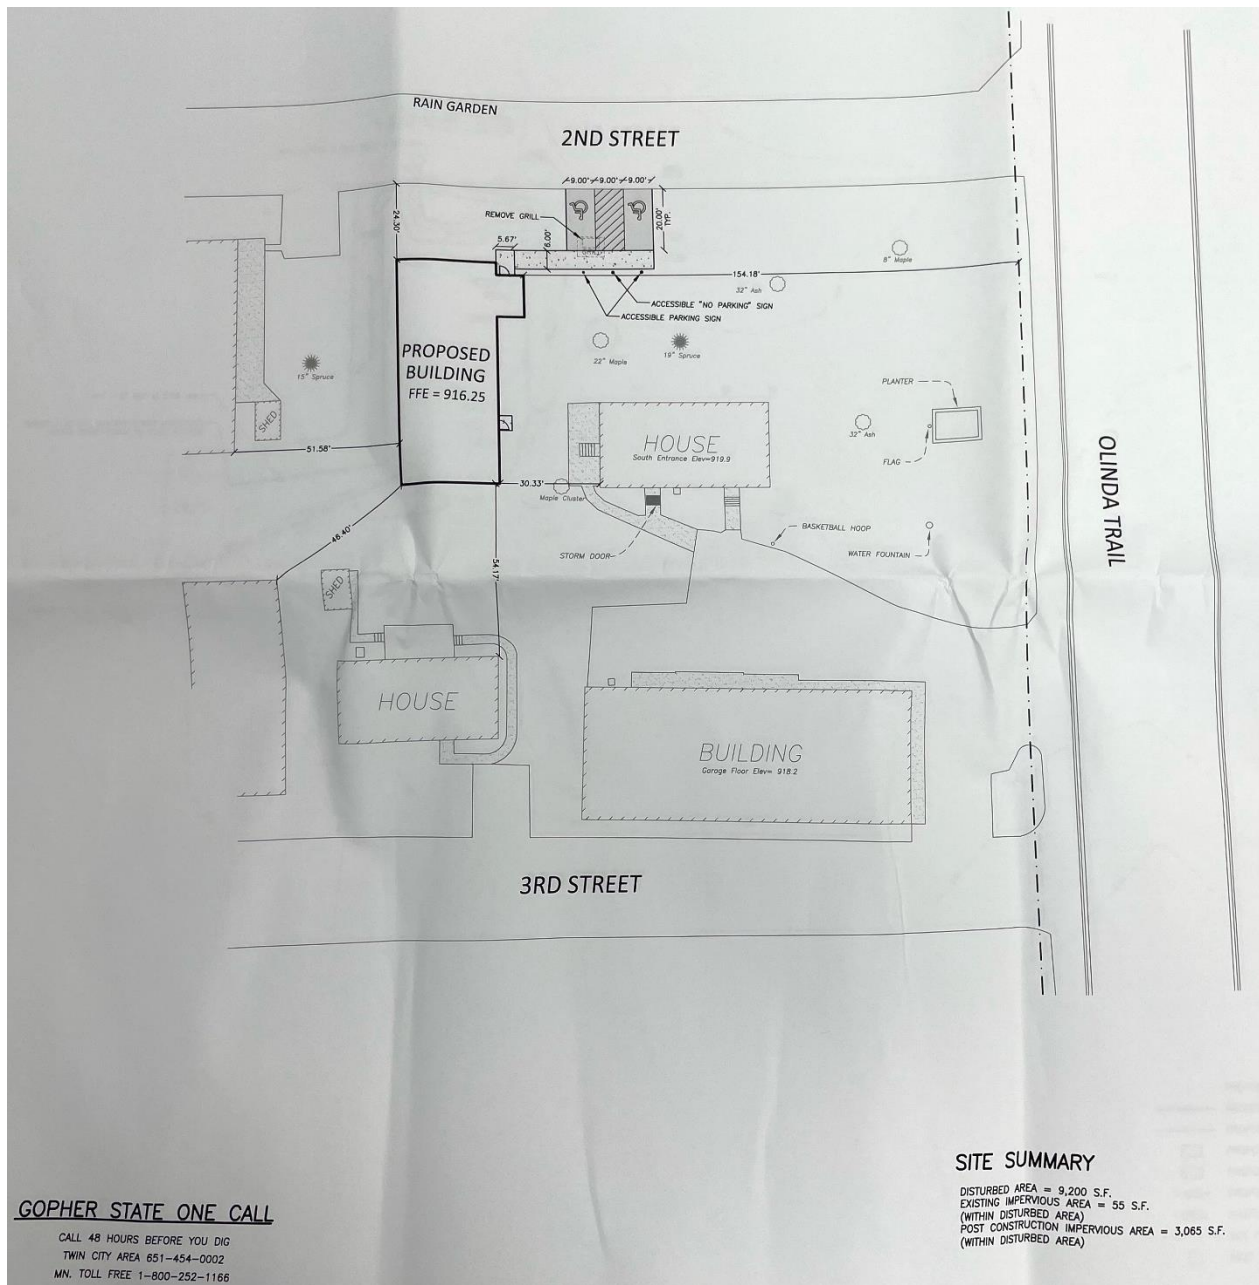 RAIN GARDEN
2ND STREET
9.00' 9.00' 9.00'
24.30'
REMOVE GRILL
5.67'
6.00'
20.00'
TYP.
8" Maple
154.18'
32" Ash
ACCESSIBLE "NO PARKING" SIGN
ACCESSIBLE PARKING SIGN
22" Maple
19" Spruce
15" Spruce
PROPOSED
BUILDING
FFE = 916.25
PLANTER
SHED
32" Ash
HOUSE
South Entrance Elev=919.9
FLAG
51.58'
30.33'
Maple Cluster
OLINDA TRAIL
BASKETBALL HOOP
WATER FOUNTAIN
STORM DOOR
54.17'
SHED
HOUSE
BUILDING
Garage Floor Elev= 918.2
3RD STREET
SITE SUMMARY
DISTURBED AREA = 9,200 S.F.
EXISTING IMPERVIOUS AREA = 55 S.F.
(WITHIN DISTURBED AREA)
POST CONSTRUCTION IMPERVIOUS AREA = 3,065 S.F.
(WITHIN DISTURBED AREA)
GOPHER STATE ONE CALL
CALL 48 HOURS BEFORE YOU DIG
TWIN CITY AREA 651-454-0002
MN. TOLL FREE 1-800-252-1166